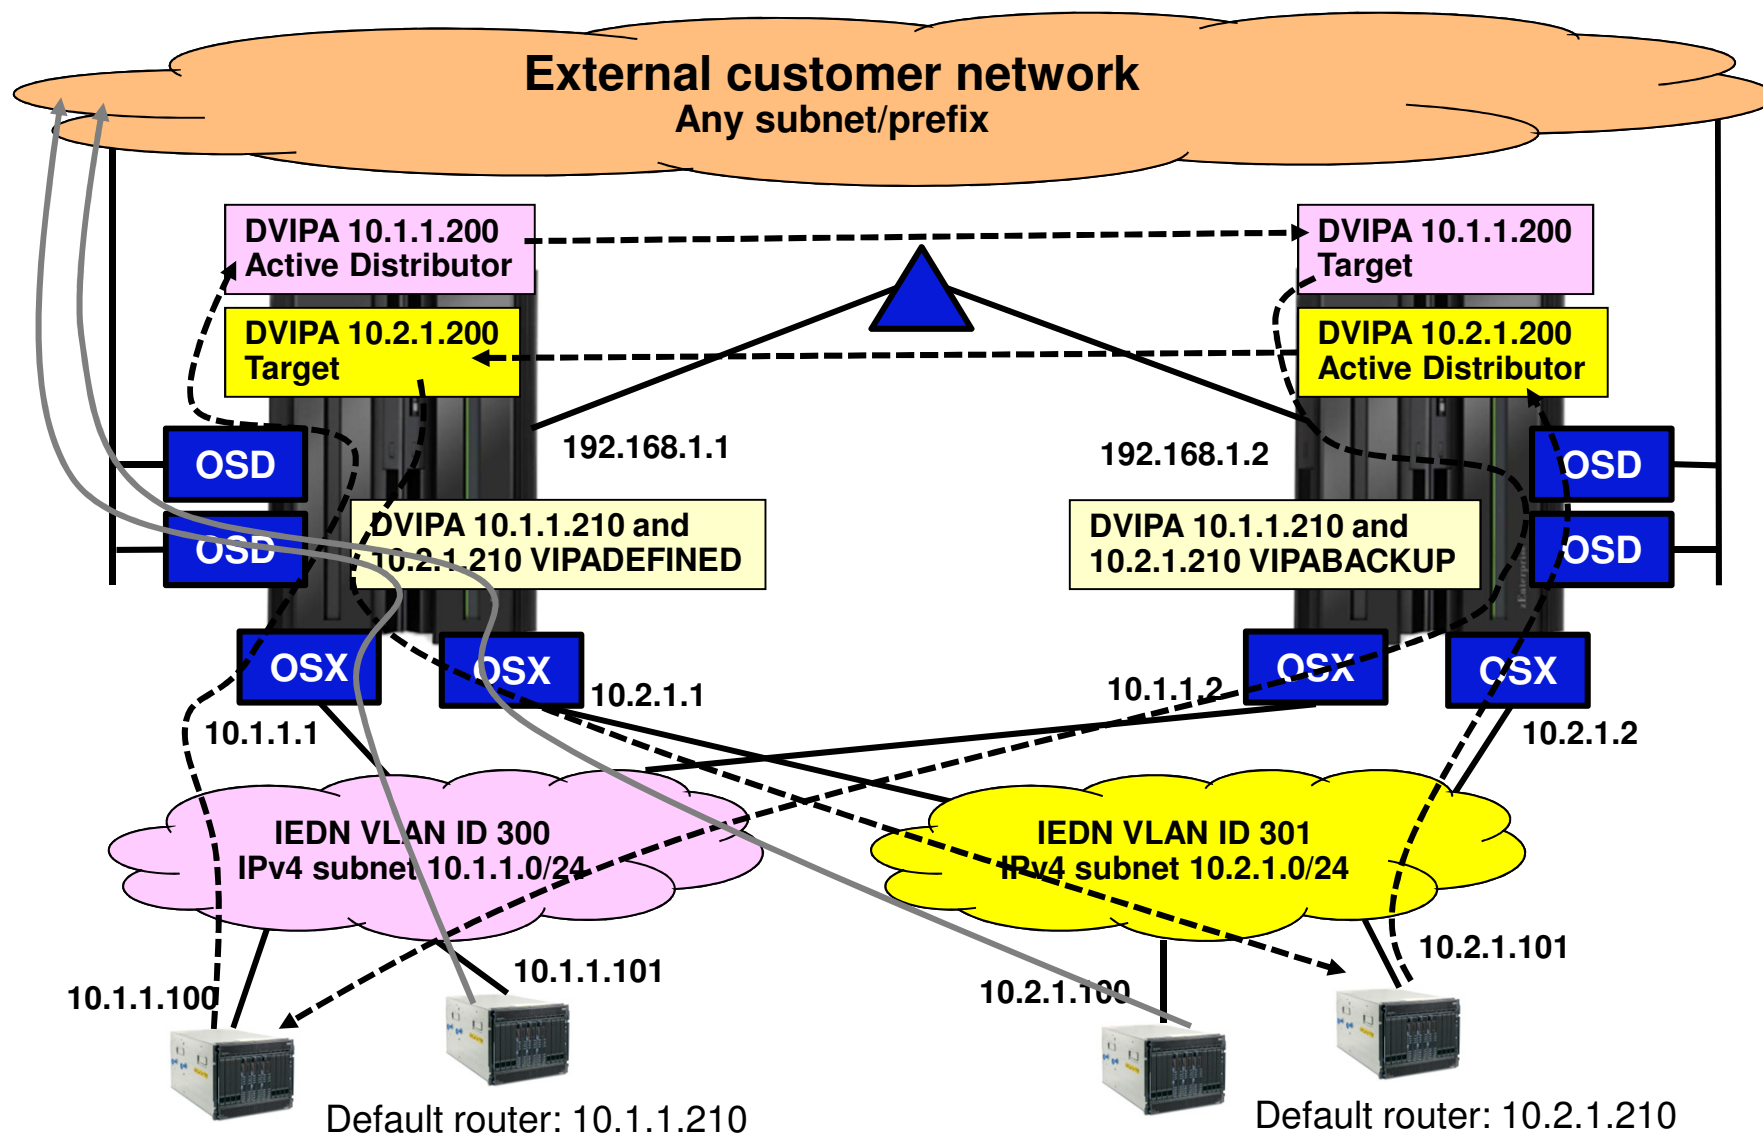 External customer network
Any subnet/prefix
DVIPA 10.1.1.200
Active Distributor
DVIPA 10.1.1.200
Target
DVIPA 10.2.1.200
Target
DVIPA 10.2.1.200
Active Distributor
192.168.1.1
192.168.1.2
OSD
OSD
OSD
OSD
DVIPA 10.1.1.210 and
10.2.1.210 VIPADEFINED
DVIPA 10.1.1.210 and
10.2.1.210 VIPABACKUP
zEnterprise
OSX
OSX
OSX
OSX
10.1.1.1
10.2.1.1
10.1.1.2
10.2.1.2
IEDN VLAN ID 300
IPv4 subnet 10.1.1.0/24
IEDN VLAN ID 301
IPv4 subnet 10.2.1.0/24
10.1.1.100
10.1.1.101
10.2.1.100
10.2.1.101
Default router: 10.1.1.210
Default router: 10.2.1.210